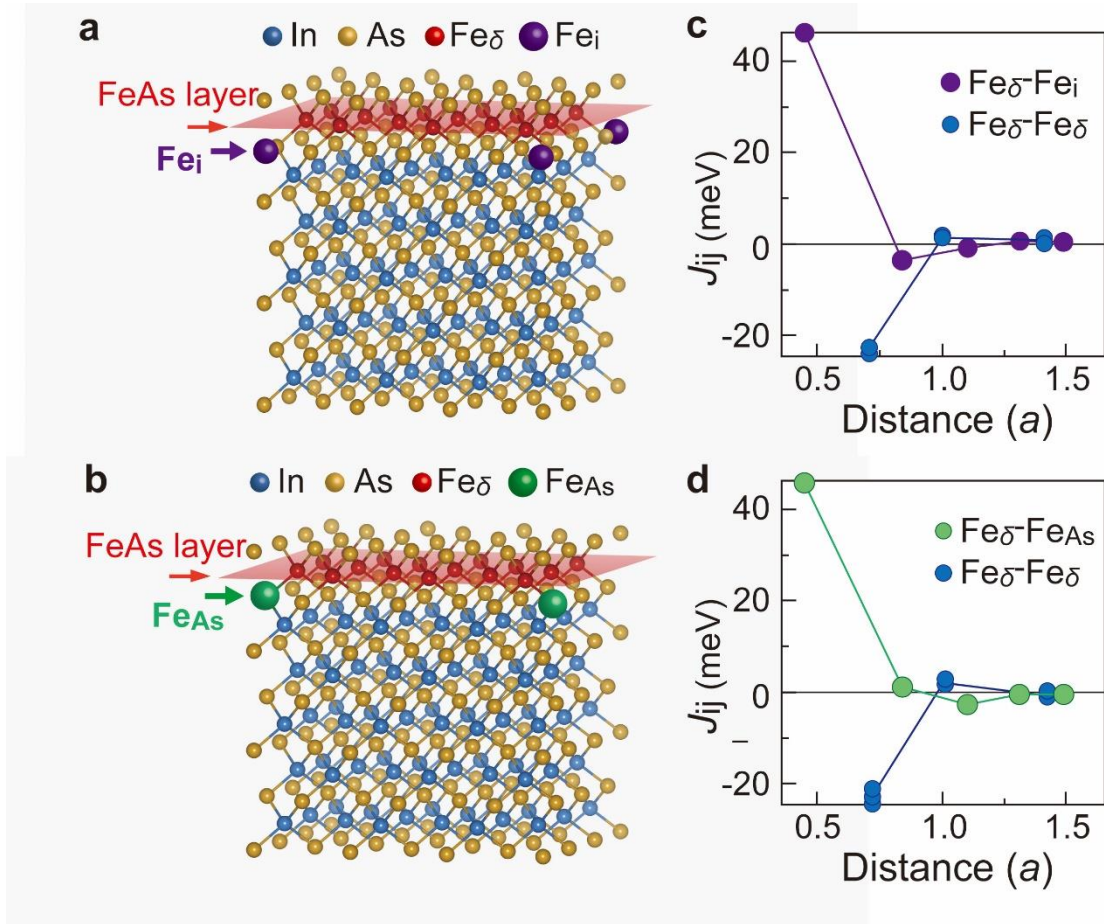 a
In As Feδ Fei
FeAs layer
Fei
c
40
20
0
-20
Jij (meV)
Feδ-Fei
Feδ-Feδ
0.5 1.0 1.5
Distance (a)
b
In As Feδ FeAs
FeAs layer
FeAs
d
40
20
0
-20
Jij (meV)
Feδ-FeAs
Feδ-Feδ
0.5 1.0 1.5
Distance (a)